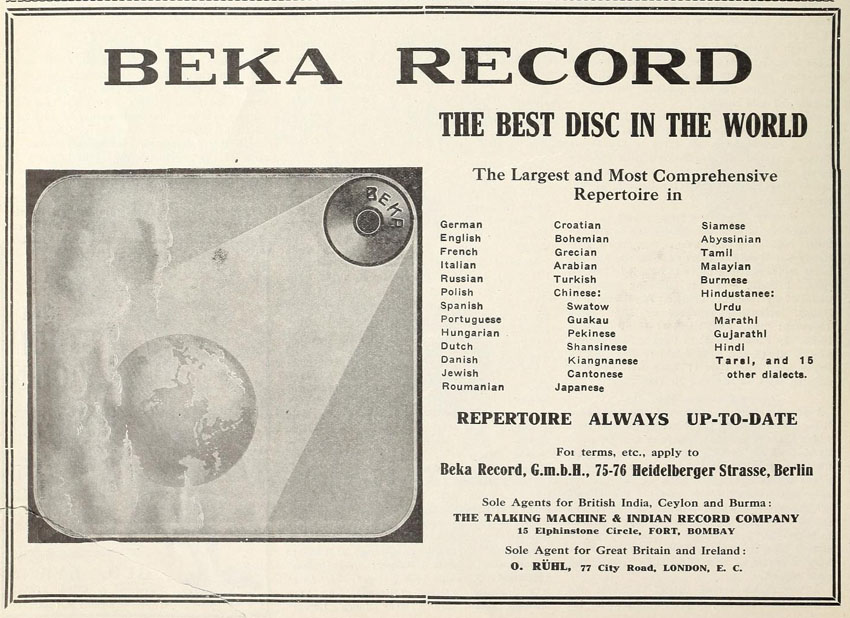 BEKA RECORD
THE BEST DISC IN THE WORLD
BEKA
The Largest and Most Comprehensive
Repertoire in
German
English
French
Italian
Russian
Polish
Spanish
Portuguese
Hungarian
Dutch
Danish
Jewish
Roumanian
Croatian
Bohemian
Grecian
Arabian
Turkish
Chinese:
Swatow
Guakau
Pekinese
Shansinese
Kiangnanese
Cantonese
Japanese
Siamese
Abyssinian
Tamil
Malayian
Burmese
Hindustanee:
Urdu
Marathi
Gujarathi
Hindi
Tarsi, and 15
other dialects.
REPERTOIRE ALWAYS UP-TO-DATE
For terms, etc., apply to
Beka Record, G.m.b.H., 75-76 Heidelberger Strasse, Berlin
Sole Agents for British India, Ceylon and Burma:
THE TALKING MACHINE & INDIAN RECORD COMPANY
15 Elphinstone Circle, FORT, BOMBAY
Sole Agent for Great Britain and Ireland:
O. RÜHL, 77 City Road, LONDON, E. C.